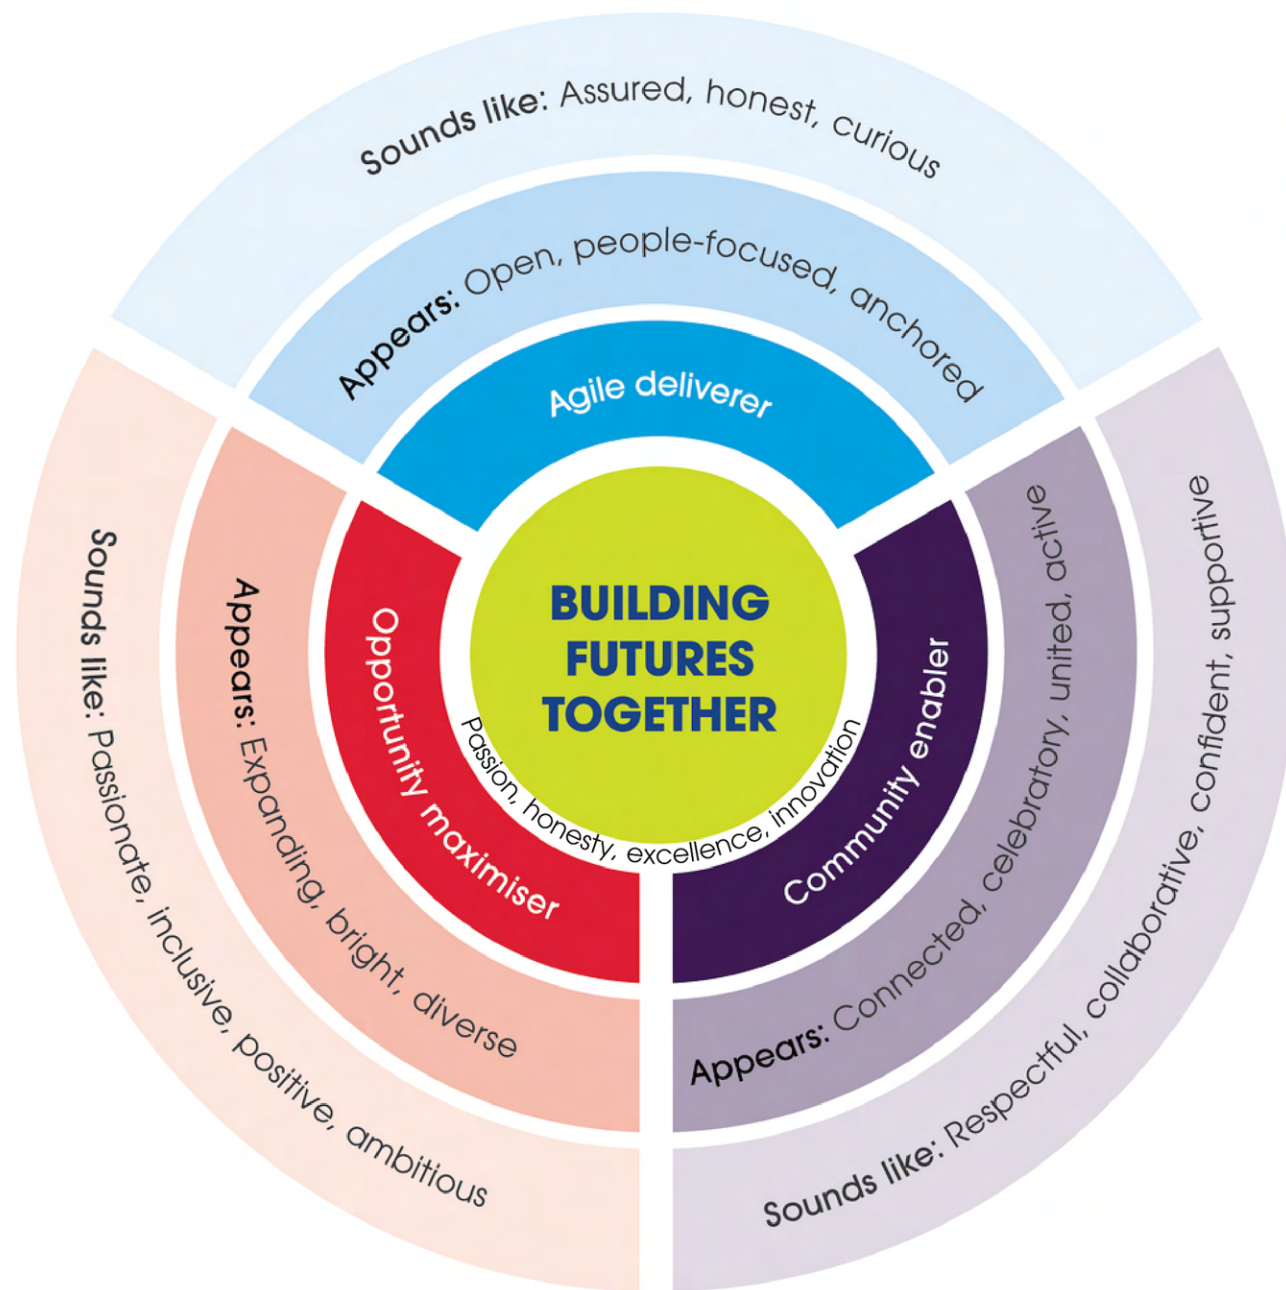 Sounds like: Assured, honest, curious
Appears: Open, people-focused, anchored
Agile deliverer
BUILDING
FUTURES
TOGETHER
Passion, honesty, excellence, innovation
Opportunity maximiser
Appears: Expanding, bright, diverse
Sounds like: Passionate, inclusive, positive, ambitious
Community enabler
Appears: Connected, celebratory, united, active
Sounds like: Respectful, collaborative, confident, supportive